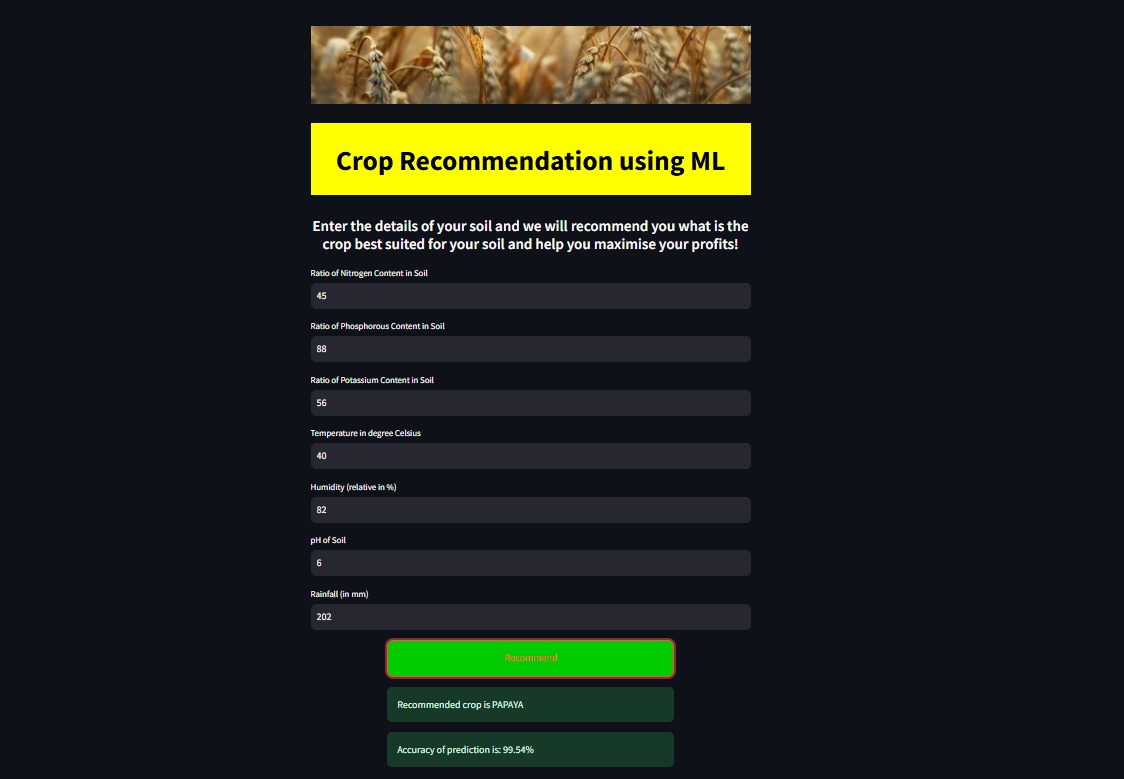 Crop Recommendation using ML
Enter the details of your soil and we will recommend you what is the
crop best suited for your soil and help you maximise your profits!
Ratio of Nitrogen Content in Soil
45
Ratio of Phosphorous Content in Soil
88
Ratio of Potassium Content in Soil
56
Temperature in degree Celsius
40
Humidity (relative in %)
82
pH of Soil
6
Rainfall (in mm)
202
Recommend
Recommended crop is PAPAYA
Accuracy of prediction is: 99.54%